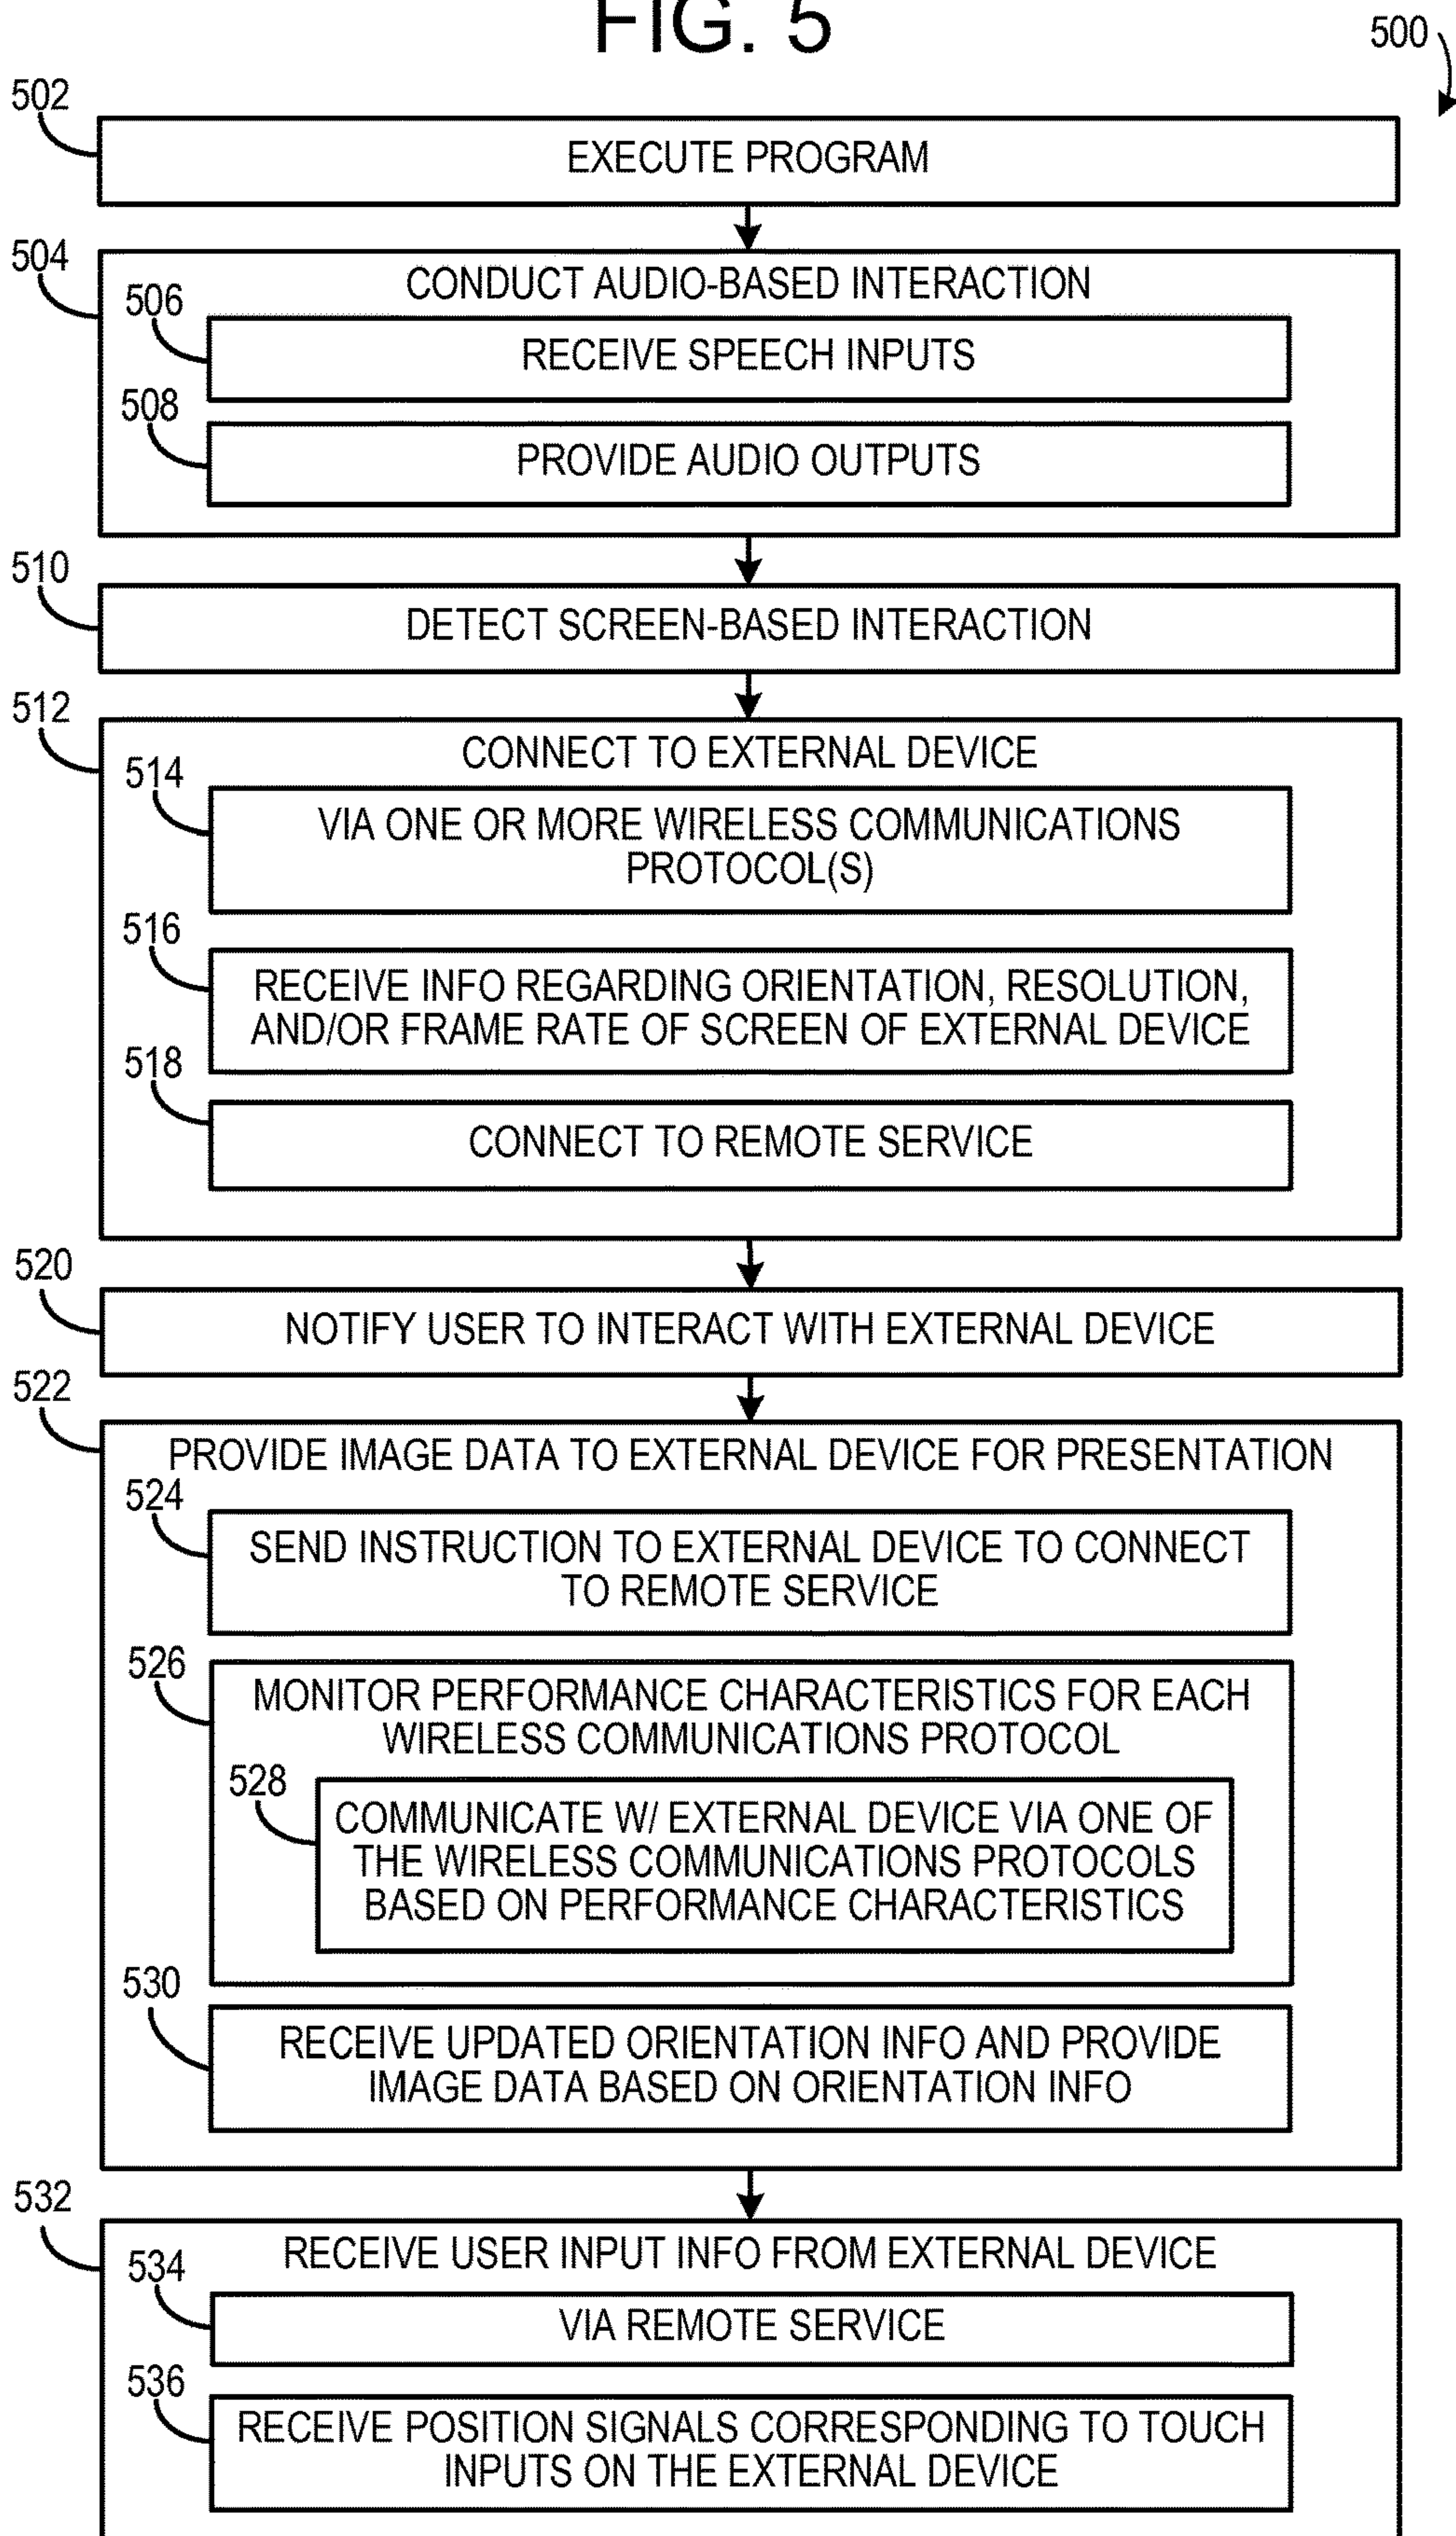 FIG. 5
500
502
EXECUTE PROGRAM
504
CONDUCT AUDIO-BASED INTERACTION
506
RECEIVE SPEECH INPUTS
508
PROVIDE AUDIO OUTPUTS
510
DETECT SCREEN-BASED INTERACTION
512
CONNECT TO EXTERNAL DEVICE
514
VIA ONE OR MORE WIRELESS COMMUNICATIONS
PROTOCOL(S)
516
RECEIVE INFO REGARDING ORIENTATION, RESOLUTION,
AND/OR FRAME RATE OF SCREEN OF EXTERNAL DEVICE
518
CONNECT TO REMOTE SERVICE
520
NOTIFY USER TO INTERACT WITH EXTERNAL DEVICE
522
PROVIDE IMAGE DATA TO EXTERNAL DEVICE FOR PRESENTATION
524
SEND INSTRUCTION TO EXTERNAL DEVICE TO CONNECT
TO REMOTE SERVICE
526
MONITOR PERFORMANCE CHARACTERISTICS FOR EACH
WIRELESS COMMUNICATIONS PROTOCOL
528
COMMUNICATE W/ EXTERNAL DEVICE VIA ONE OF
THE WIRELESS COMMUNICATIONS PROTOCOLS
BASED ON PERFORMANCE CHARACTERISTICS
530
RECEIVE UPDATED ORIENTATION INFO AND PROVIDE
IMAGE DATA BASED ON ORIENTATION INFO
532
RECEIVE USER INPUT INFO FROM EXTERNAL DEVICE
534
VIA REMOTE SERVICE
536
RECEIVE POSITION SIGNALS CORRESPONDING TO TOUCH
INPUTS ON THE EXTERNAL DEVICE